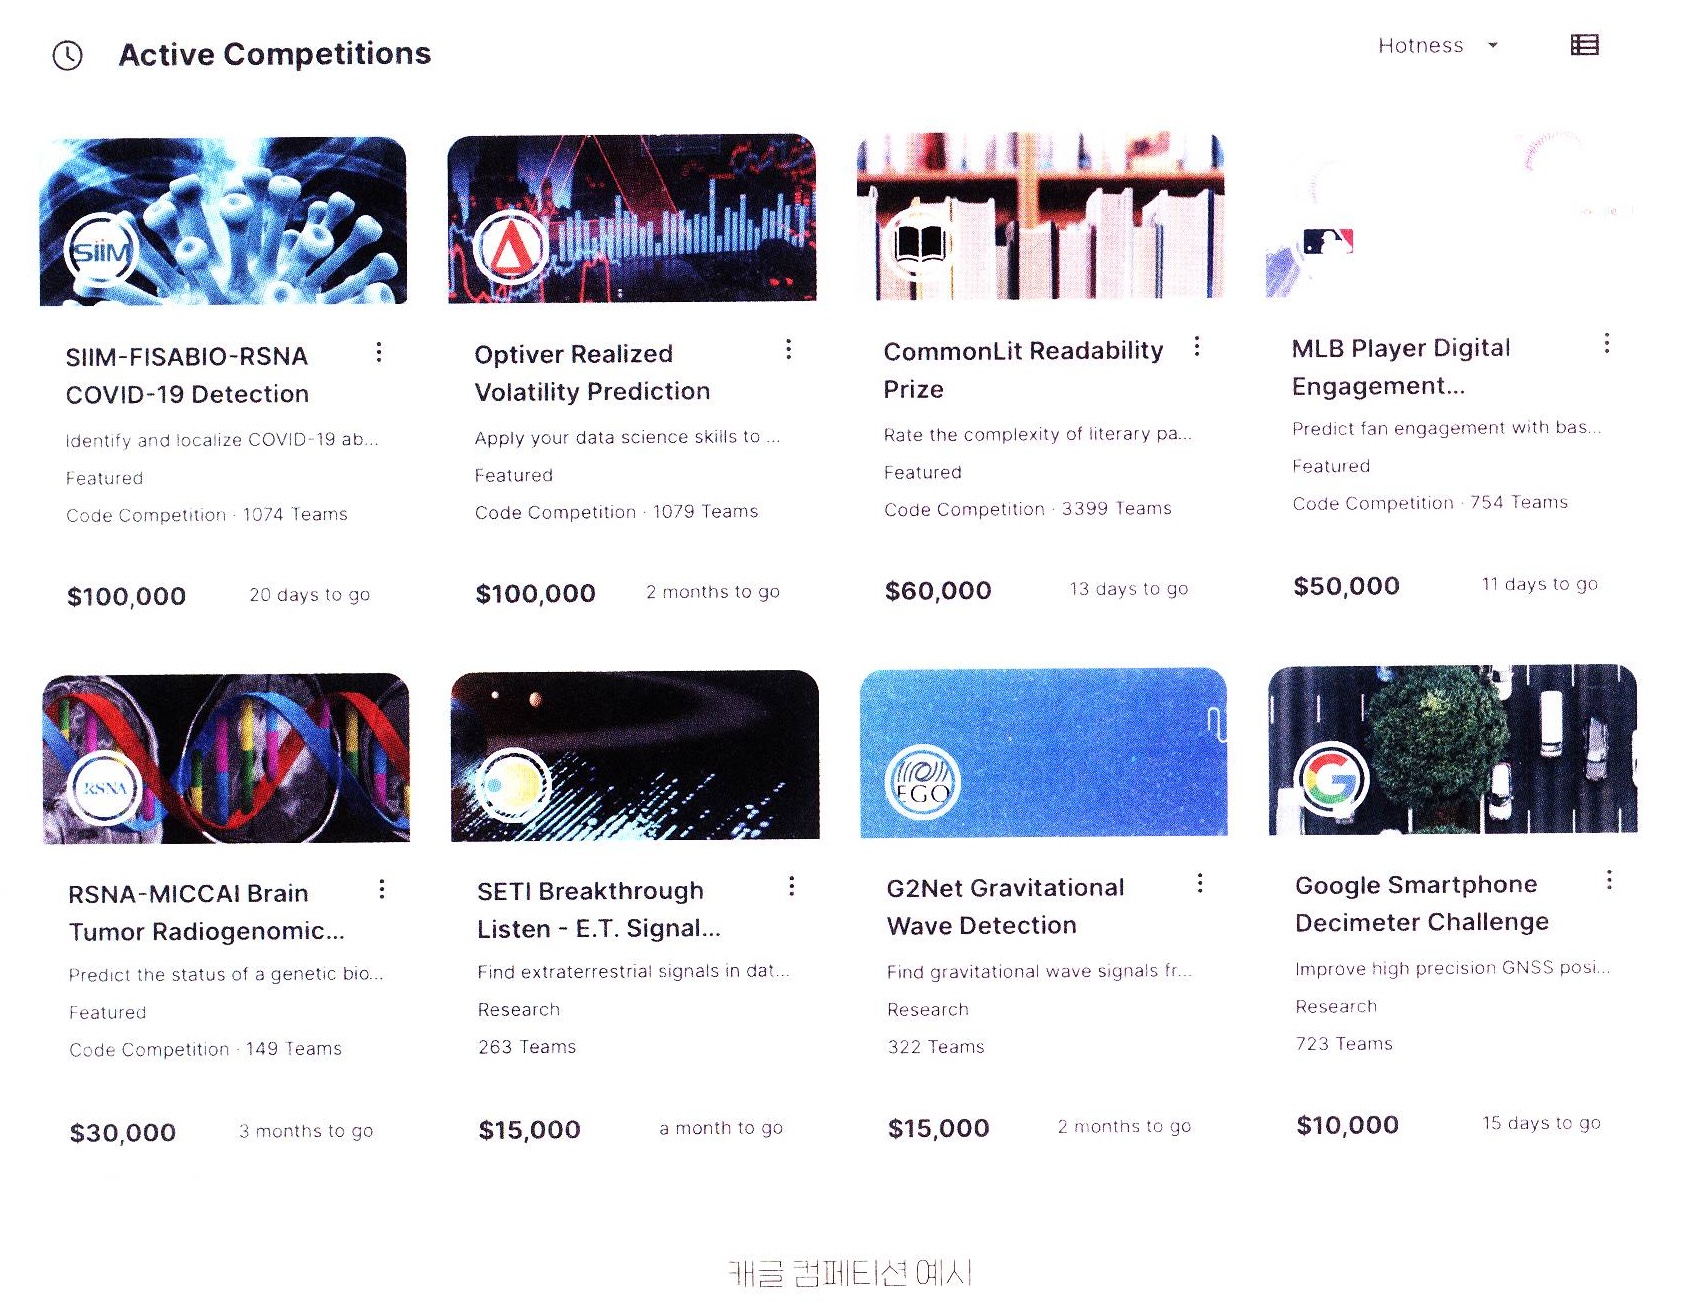 Active Competitions
Hotness
SIIM
SIIM-FISABIO-RSNA
COVID-19 Detection
Identify and localize COVID-19 ab...
Featured
Code Competition · 1074 Teams
$100,000 20 days to go
Optiver Realized
Volatility Prediction
Apply your data science skills to ...
Featured
Code Competition · 1079 Teams
$100,000 2 months to go
CommonLit Readability
Prize
Rate the complexity of literary pa...
Featured
Code Competition · 3399 Teams
$60,000 13 days to go
MLB Player Digital
Engagement...
Predict fan engagement with bas...
Featured
Code Competition · 754 Teams
$50,000 11 days to go
RSNA
RSNA-MICCAI Brain
Tumor Radiogenomic...
Predict the status of a genetic bio...
Featured
Code Competition · 149 Teams
$30,000 3 months to go
SETI Breakthrough
Listen - E.T. Signal...
Find extraterrestrial signals in dat...
Research
263 Teams
$15,000 a month to go
EGO
G2Net Gravitational
Wave Detection
Find gravitational wave signals fr...
Research
322 Teams
$15,000 2 months to go
G
Google Smartphone
Decimeter Challenge
Improve high precision GNSS posi...
Research
723 Teams
$10,000 15 days to go
캐글 컴페티션 예시